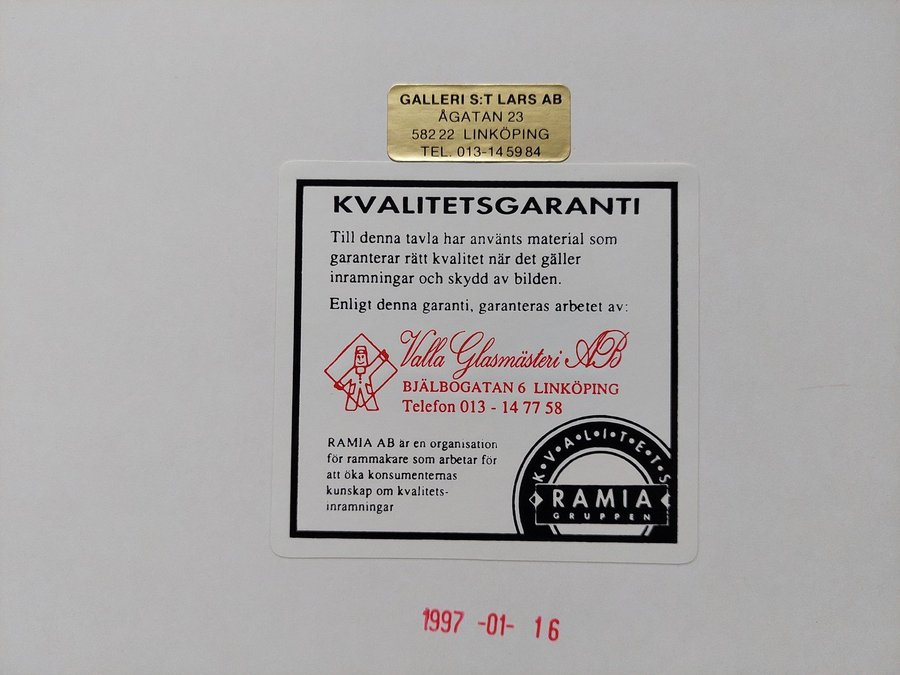 GALLERI S:T LARS AB
ÅGATAN 23
582 22 LINKÖPING
TEL. 013-14 59 84
KVALITETSGARANTI
Till denna tavla har använts material som
garanterar rätt kvalitet när det gäller
inramningar och skydd av bilden.
Enligt denna garanti, garanteras arbetet av:
Valla Glasmästeri AB
BJÄLBOGATAN 6 LINKÖPING
Telefon 013 - 14 77 58
RAMIA AB är en organisation
för rammakare som arbetar för
att öka konsumenternas
kunskap om kvalitets-
inramningar
K•V•A•L•I•T•E•T•S
RAMIA
GRUPPEN
1997 -01- 16